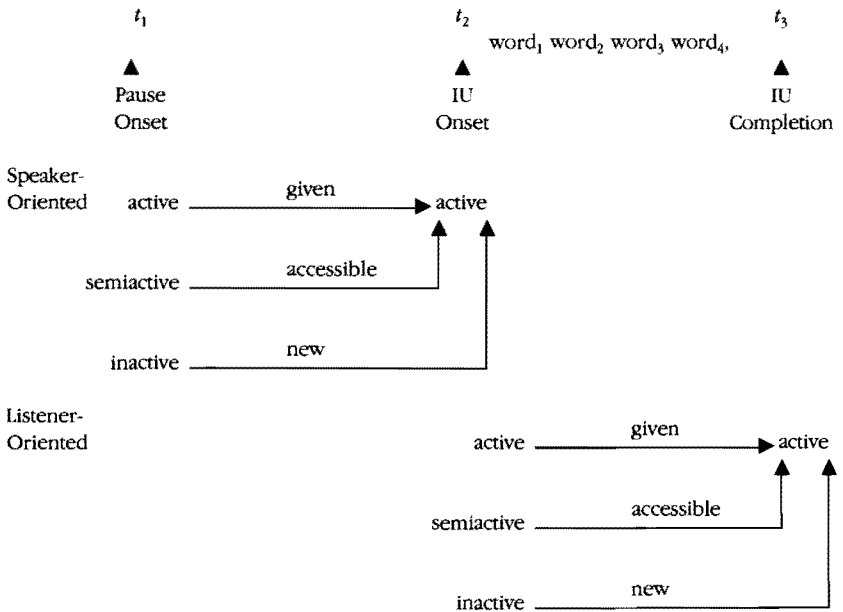 t₁ t₂ t₃
word₁ word₂ word₃ word₄,
Pause IU IU
Onset Onset Completion
Speaker-
given
Oriented active active
accessible
semiactive
new
inactive
Listener-
given
Oriented active active
accessible
semiactive
new
inactive